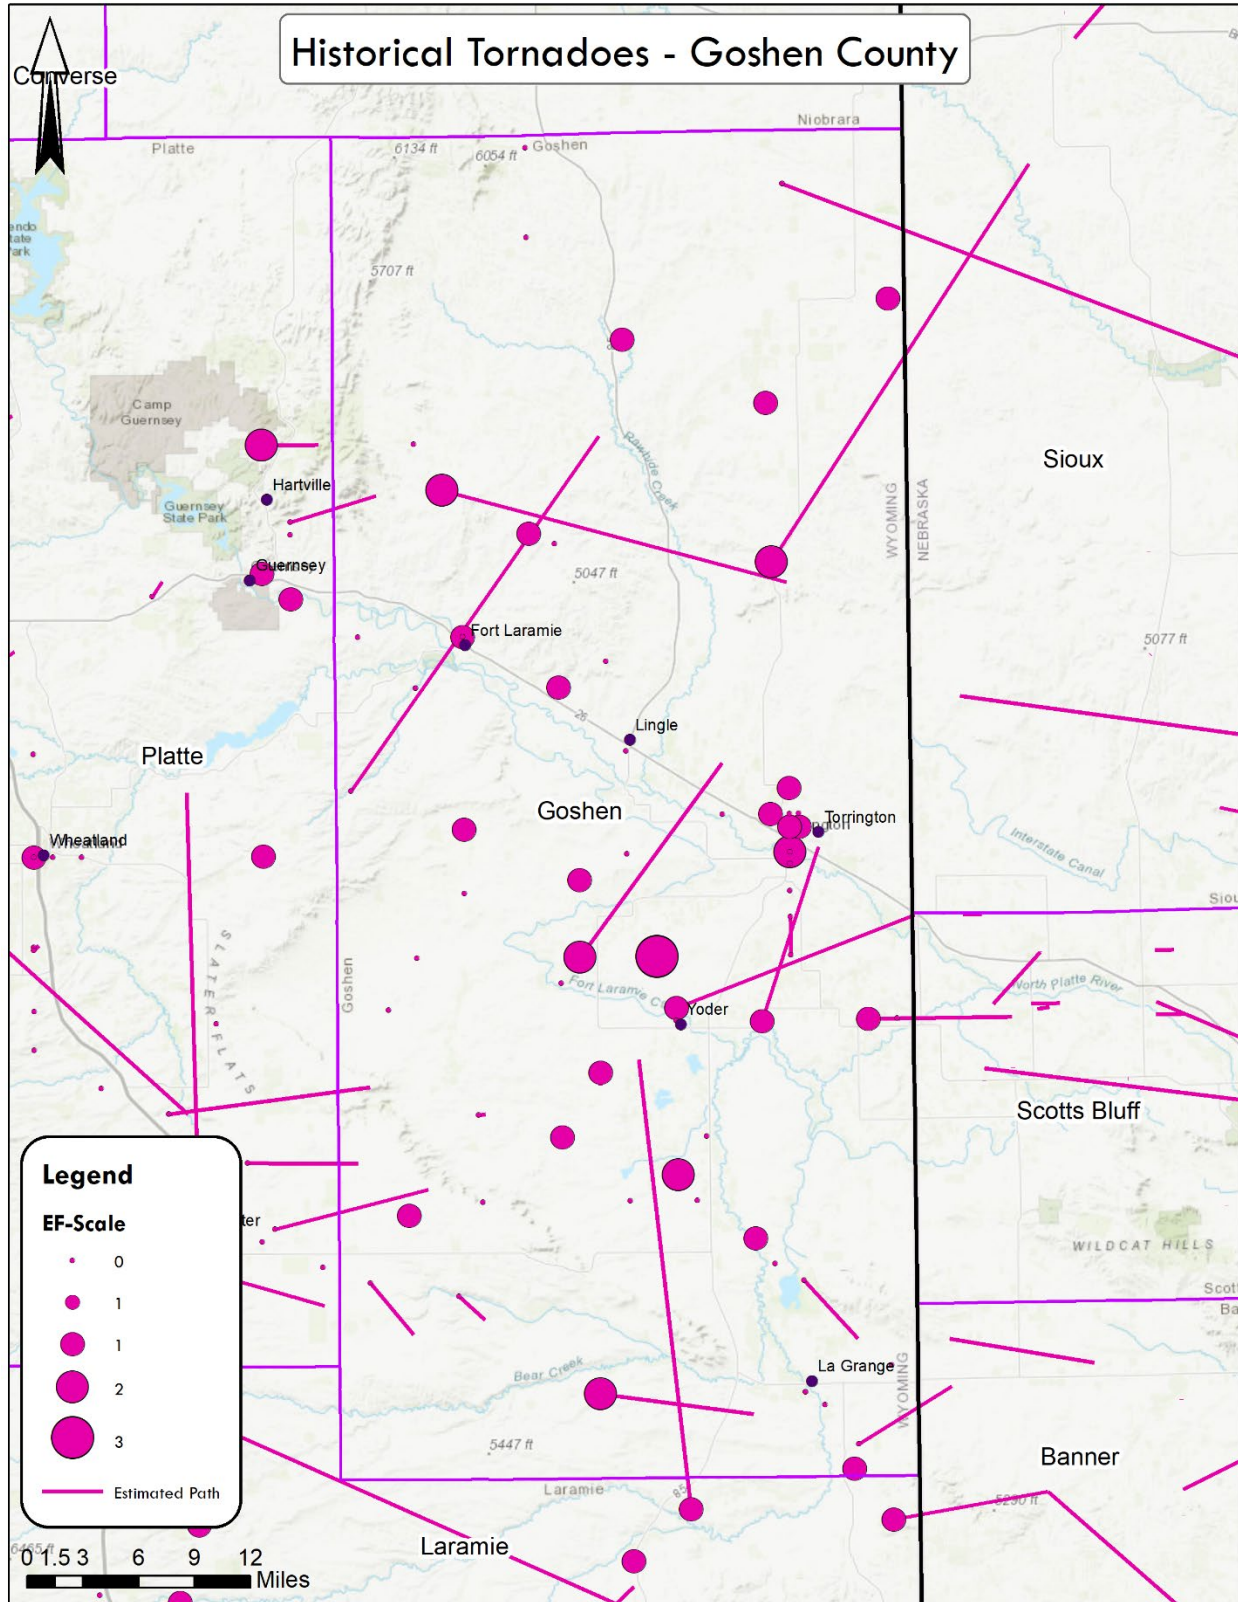 Historical Tornadoes - Goshen County
Converse
Niobrara
Platte
6134 ft
6054 ft
Goshen
5707 ft
Camp
Guernsey
Sioux
Rawhide Creek
Hartville
WYOMING
NEBRASKA
Guernsey
State Park
Guernsey
5047 ft
Fort Laramie
5077 ft
26
Lingle
Platte
Goshen
Torrington
Wheatland
Interstate Canal
SLATER FLATS
Goshen
North Platte River
Yoder
Scotts Bluff
WILDCAT HILLS
La Grange
WYOMING
Bear Creek
5447 ft
Banner
Laramie
85
5290 ft
Laramie
Legend
EF-Scale
0
1
1
2
3
Estimated Path
0 1.5 3 6 9 12
Miles